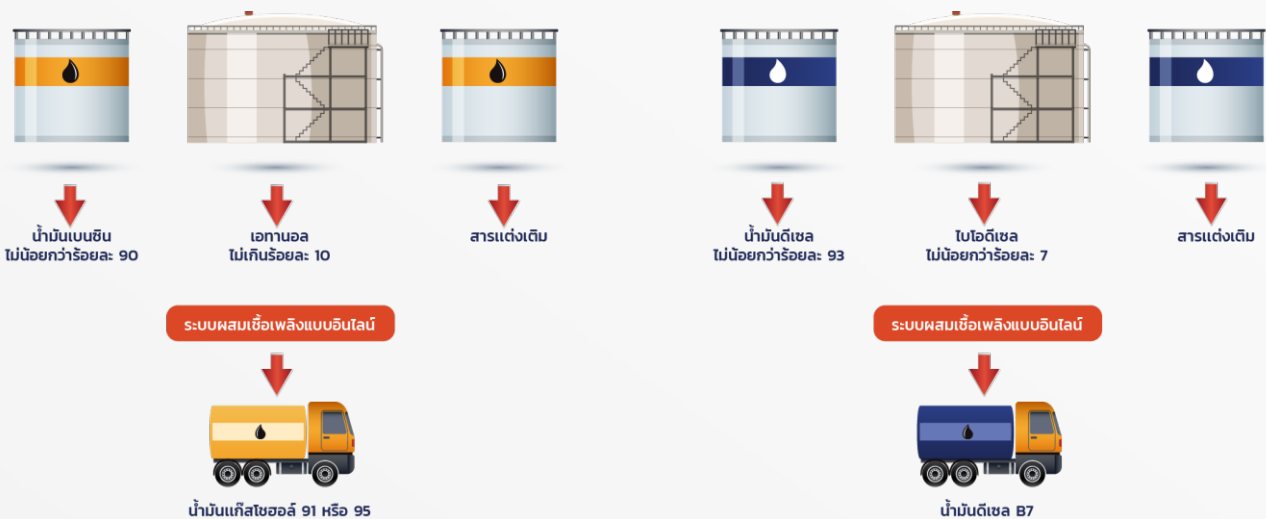 น้ำมันเบนซิน
ไม่น้อยกว่าร้อยละ 90
เอทานอล
ไม่เกินร้อยละ 10
สารแต่งเติม
ระบบผสมเชื้อเพลิงแบบอินไลน์
น้ำมันแก๊สโซฮอล์ 91 หรือ 95
น้ำมันดีเซล
ไม่น้อยกว่าร้อยละ 93
ไบโอดีเซล
ไม่น้อยกว่าร้อยละ 7
สารแต่งเติม
ระบบผสมเชื้อเพลิงแบบอินไลน์
น้ำมันดีเซล B7